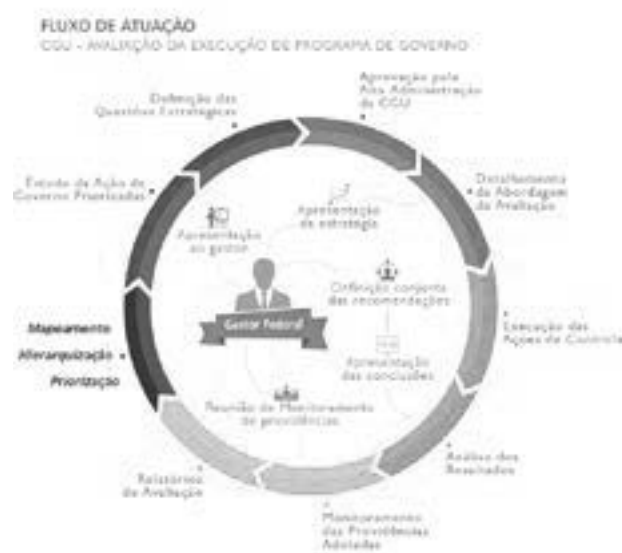 FLUXO DE ATUAÇÃO
CGU - AVALIAÇÃO DA EXECUÇÃO DE PROGRAMA DE GOVERNO
Aprovação pela
Alta Administração
da CGU
Definição das
Questões Estratégicas
Detalhamento
da Abordagem
da Avaliação
Estudo da Ação de
Governo Priorizadas
Apresentação
ao gestor
Apresentação
da estratégia
Definição conjunta
das recomendações
Gestor Federal
Mapeamento
Hierarquização
Priorização
Execução das
Ações de Controle
Apresentação
das conclusões
Reunião de Monitoramento
de providências
Análise dos
Resultados
Relatórios
de Avaliação
Monitoramento
das Providências
Adotadas